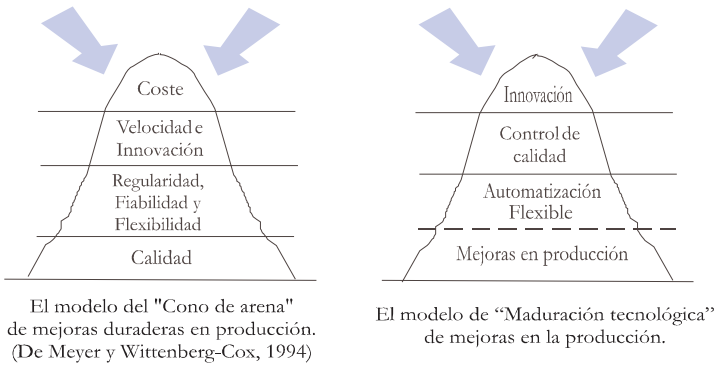 Coste
Velocidad e
Innovación
Regularidad,
Fiabilidad y
Flexibilidad
Calidad
El modelo del "Cono de arena"
de mejoras duraderas en producción.
(De Meyer y Wittenberg-Cox, 1994)
Innovación
Control de
calidad
Automatización
Flexible
Mejoras en producción
El modelo de “Maduración tecnológica”
de mejoras en la producción.